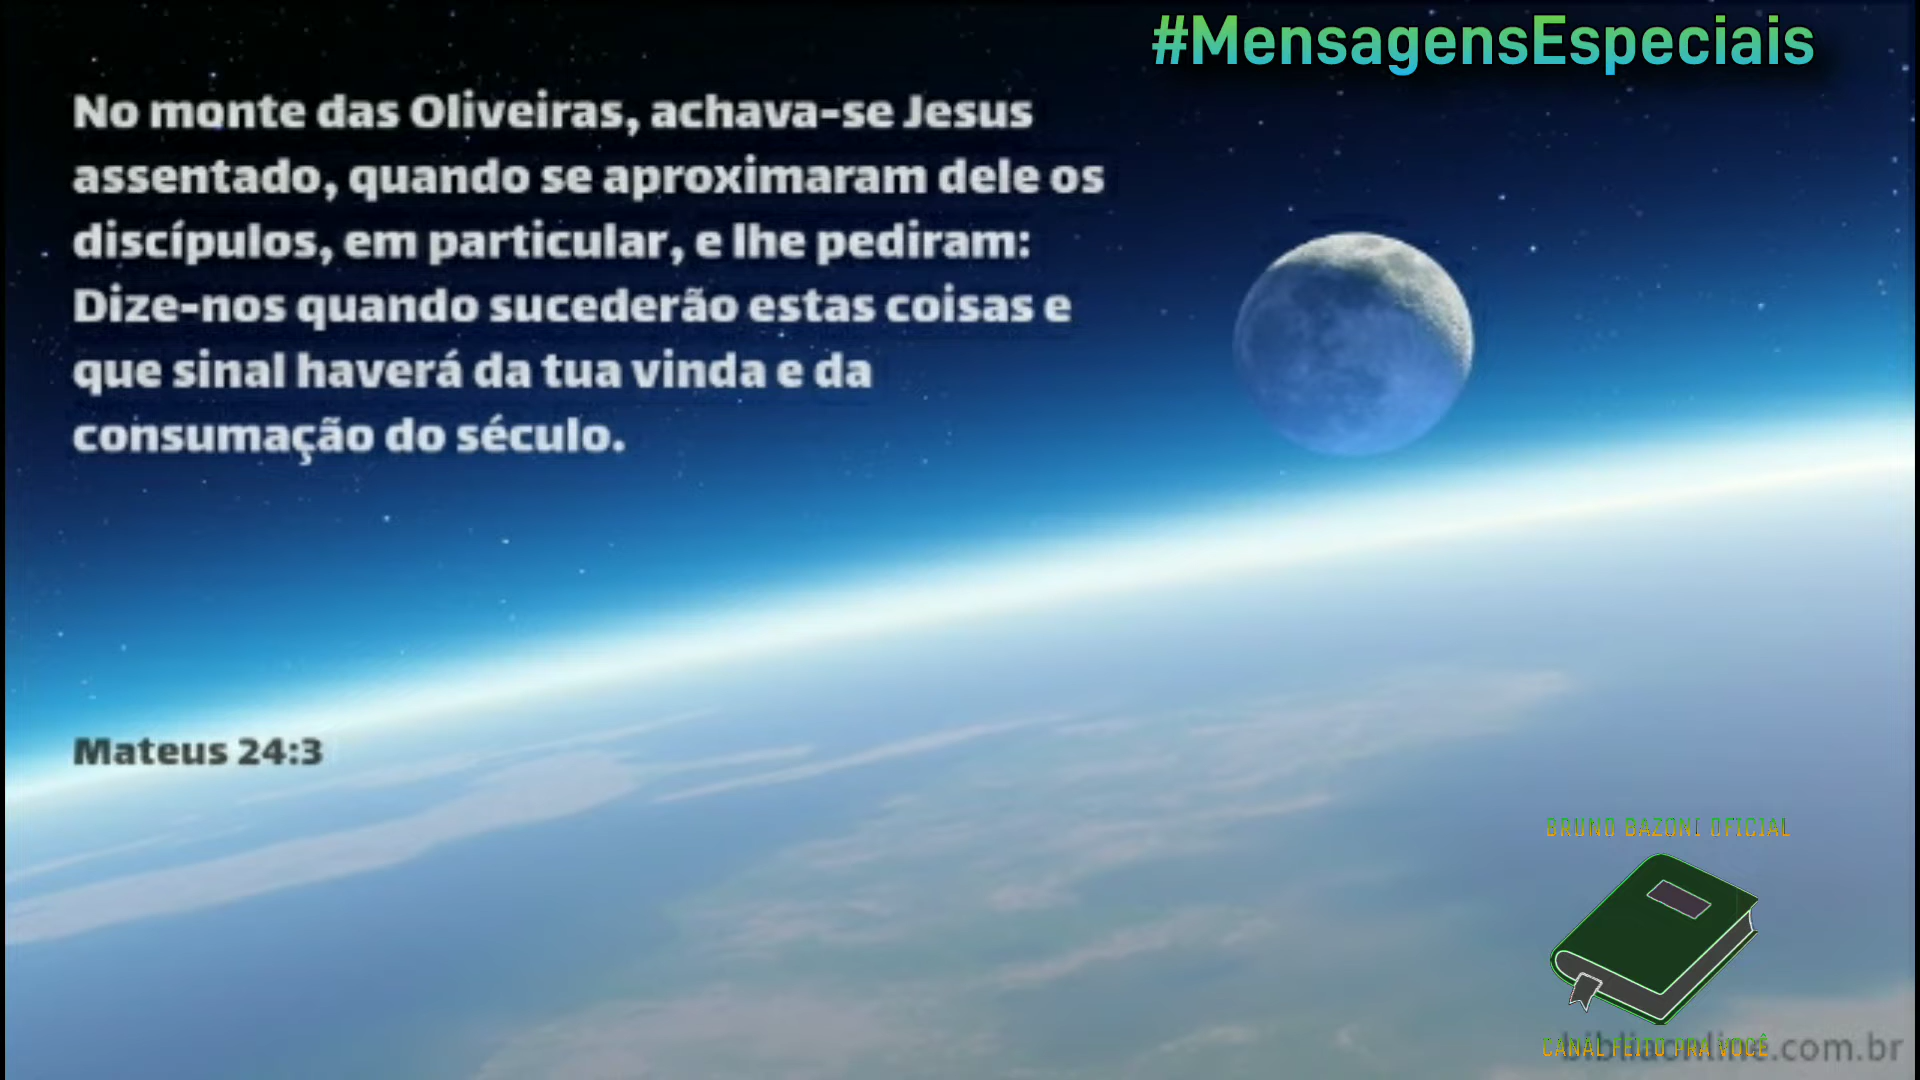 #MensagensEspeciais
No monte das Oliveiras, achava-se Jesus
assentado, quando se aproximaram dele os
discípulos, em particular, e lhe pediram:
Dize-nos quando sucederão estas coisas e
que sinal haverá da tua vinda e da
consumação do século.
Mateus 24:3
BRUNO BAZONI OFICIAL
CANAL FEITO PRA VOCÊ
bibliaonline.com.br